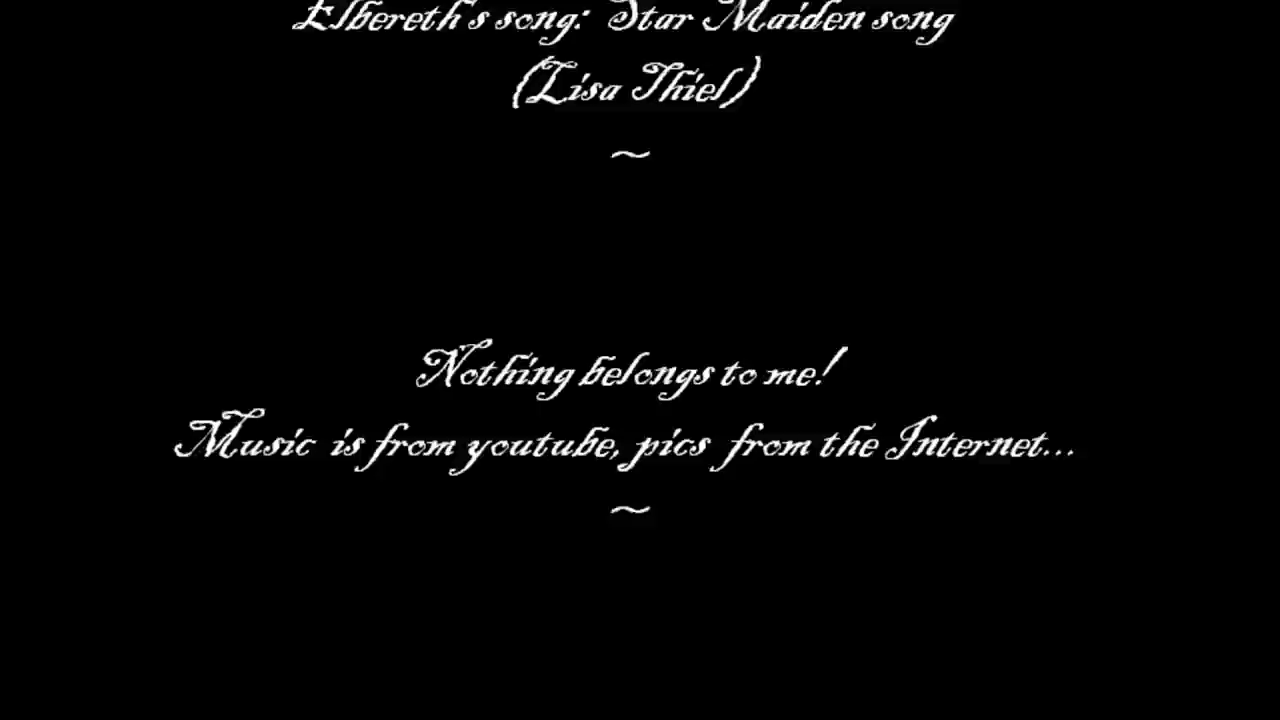 Elbereth's song: Star Maiden song
(Lisa Thiel)
~
Nothing belongs to me!
Music is from youtube, pics from the Internet...
~